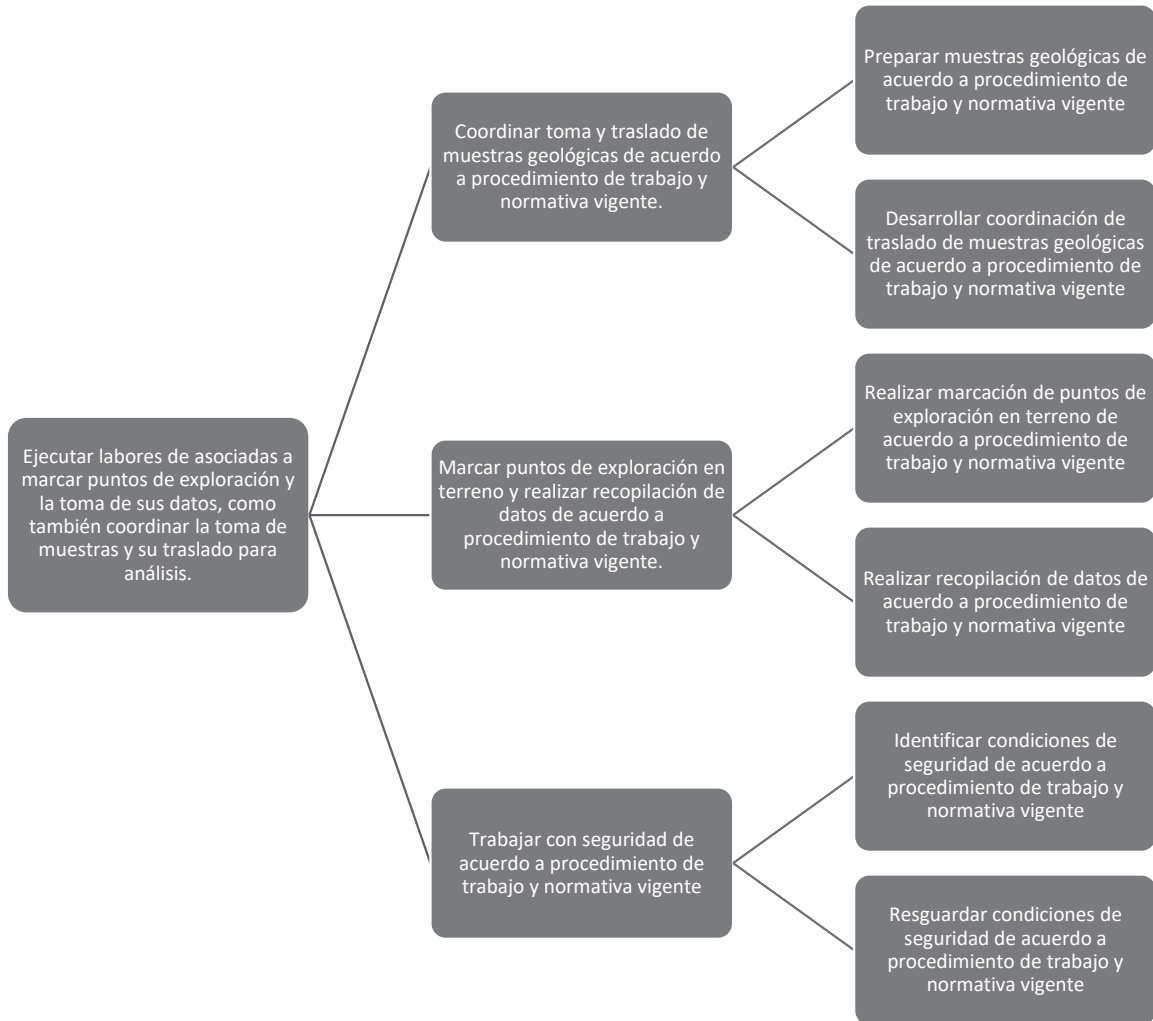 Ejecutar labores de asociadas a
marcar puntos de exploración y
la toma de sus datos, como
también coordinar la toma de
muestras y su traslado para
análisis.
Coordinar toma y traslado de
muestras geológicas de acuerdo
a procedimiento de trabajo y
normativa vigente.
Preparar muestras geológicas de
acuerdo a procedimiento de
trabajo y normativa vigente
Desarrollar coordinación de
traslado de muestras geológicas
de acuerdo a procedimiento de
trabajo y normativa vigente
Marcar puntos de exploración en
terreno y realizar recopilación de
datos de acuerdo a
procedimiento de trabajo y
normativa vigente.
Realizar marcación de puntos de
exploración en terreno de
acuerdo a procedimiento de
trabajo y normativa vigente
Realizar recopilación de datos de
acuerdo a procedimiento de
trabajo y normativa vigente
Trabajar con seguridad de
acuerdo a procedimiento de
trabajo y normativa vigente
Identificar condiciones de
seguridad de acuerdo a
procedimiento de trabajo y
normativa vigente
Resguardar condiciones de
seguridad de acuerdo a
procedimiento de trabajo y
normativa vigente